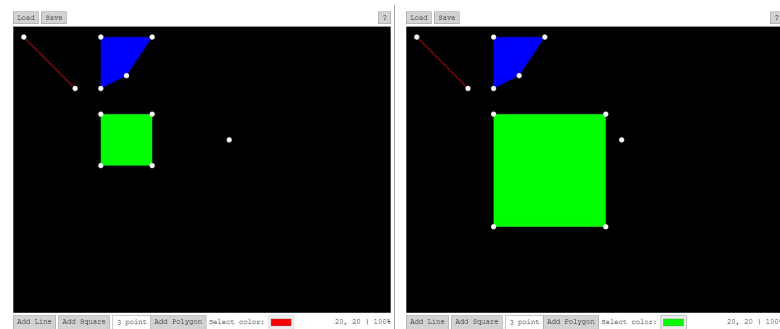 Load Save ?
Add Line Add Square 3 point Add Polygon Select color: 20, 20 | 100%
Load Save ?
Add Line Add Square 3 point Add Polygon Select color: 20, 20 | 100